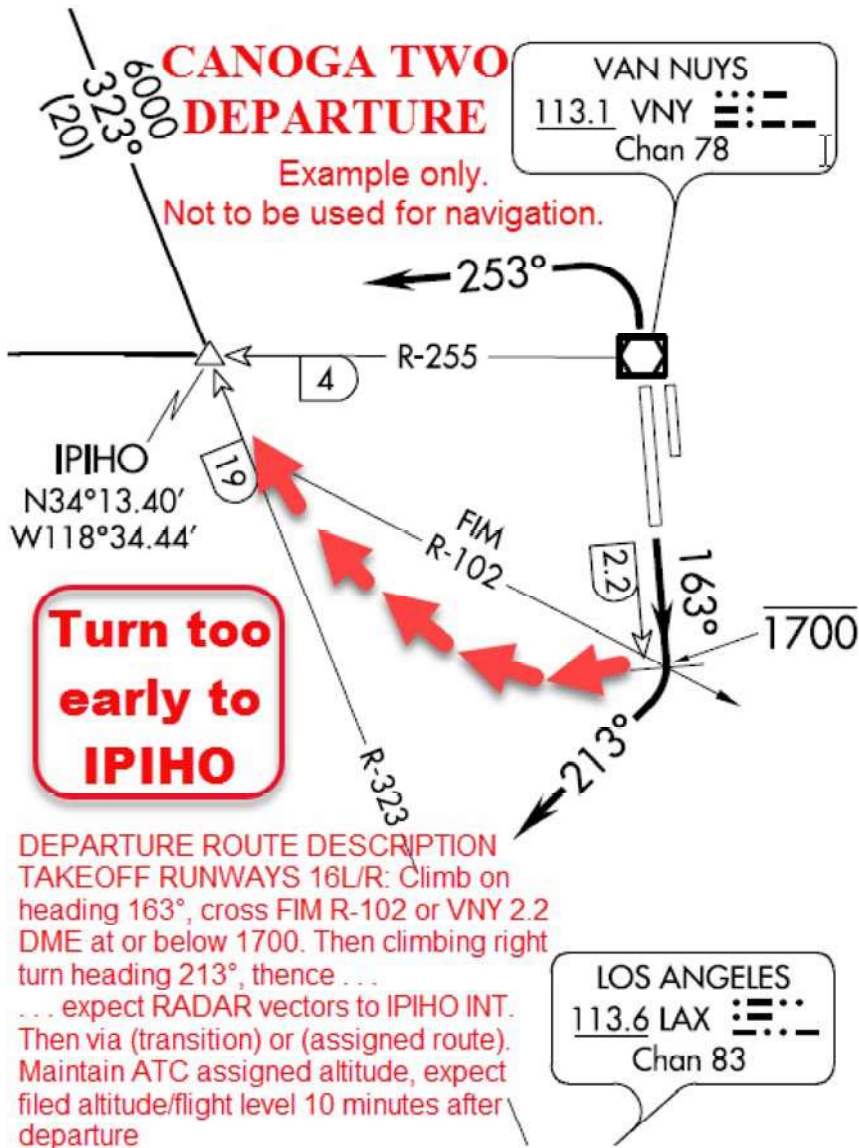 CANOGA TWO
DEPARTURE
Example only.
Not to be used for navigation.
6000
323°
(20)
VAN NUYS
113.1 VNY
Chan 78
253°
R-255
4
IPIHO
N34°13.40′
W118°34.44′
19
FIM
R-102
2.2
163°
1700
213°
R-323
Turn too
early to
IPIHO
DEPARTURE ROUTE DESCRIPTION
TAKEOFF RUNWAYS 16L/R: Climb on
heading 163°, cross FIM R-102 or VNY 2.2
DME at or below 1700. Then climbing right
turn heading 213°, thence . . .
. . . expect RADAR vectors to IPIHO INT.
Then via (transition) or (assigned route).
Maintain ATC assigned altitude, expect
filed altitude/flight level 10 minutes after
departure
LOS ANGELES
113.6 LAX
Chan 83